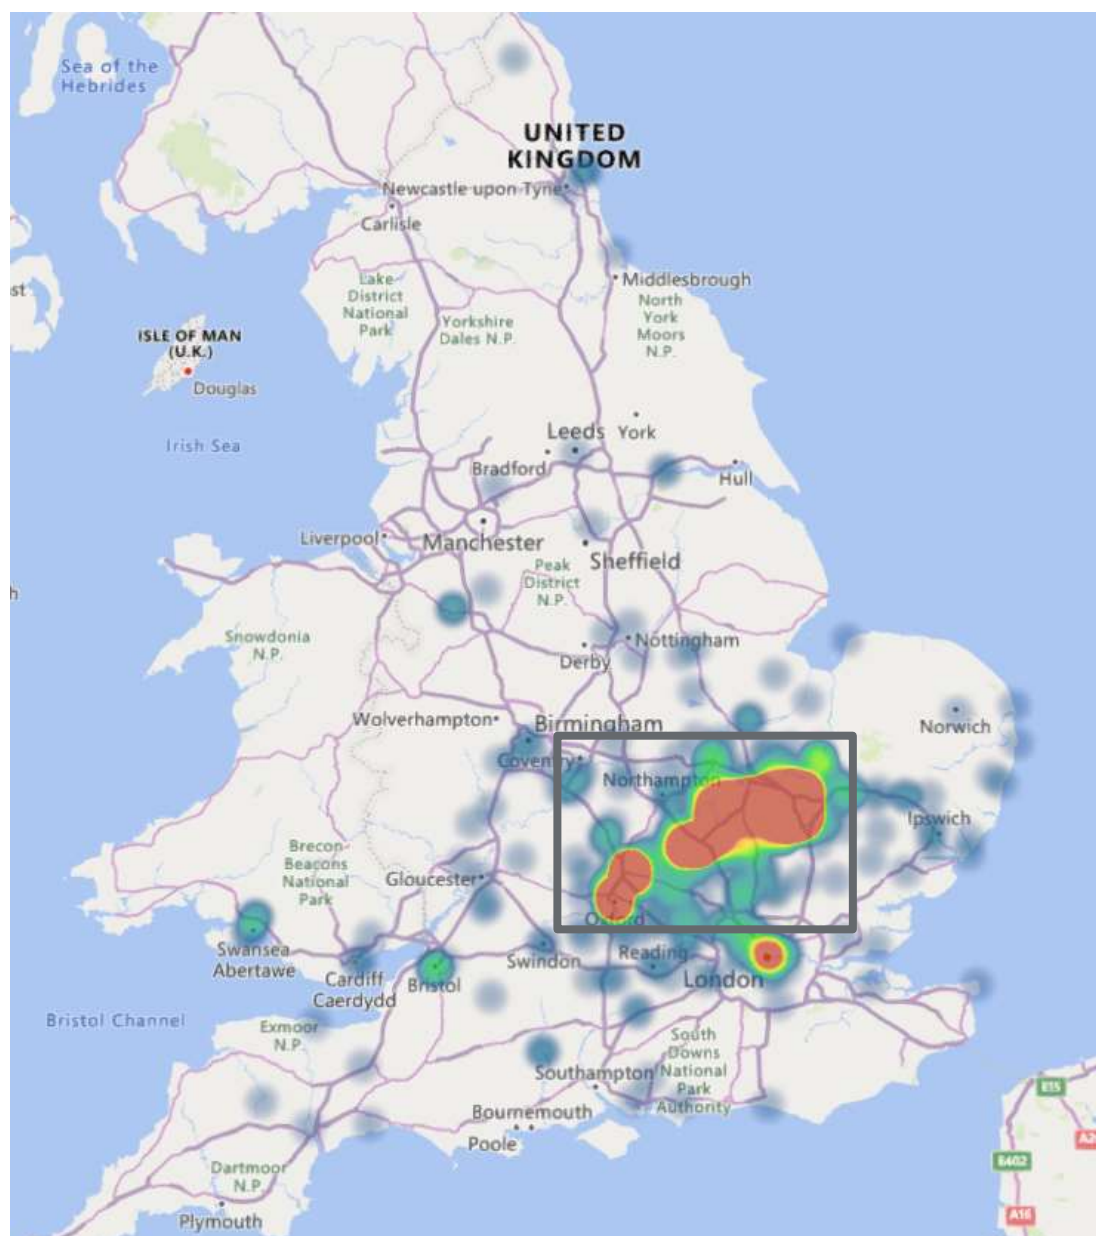 Sea of the
Hebrides
UNITED
KINGDOM
Newcastle upon Tyne
Carlisle
Middlesbrough
Lake
District
National
Park
North
York
Moors
N.P.
Yorkshire
Dales N.P.
ISLE OF MAN
(U.K.)
Douglas
Irish Sea
Leeds
York
Bradford
Hull
Liverpool
Manchester
Sheffield
Peak
District
N.P.
Snowdonia
N.P.
Nottingham
Derby
Wolverhampton
Birmingham
Norwich
Coventry
Northampton
Ipswich
Brecon
Beacons
National
Park
Gloucester
Oxford
Swansea
Abertawe
Cardiff
Caerdydd
Bristol
Swindon
Reading
London
Bristol Channel
Exmoor
N.P.
South
Downs
National
Park
Authority
Southampton
Bournemouth
Poole
Dartmoor
N.P.
Plymouth
E15
E402
A16